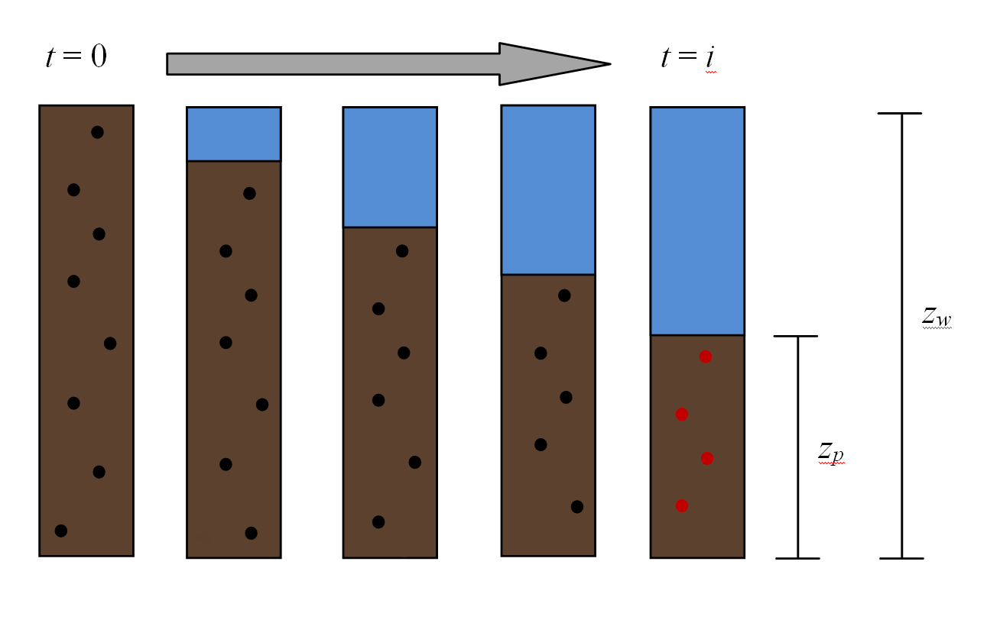 t = 0
t = i
z_w
z_p